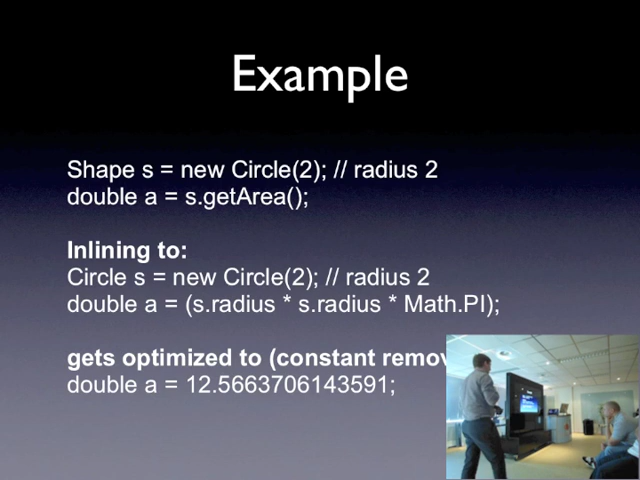 Example
Shape s = new Circle(2); // radius 2
double a = s.getArea();
Inlining to:
Circle s = new Circle(2); // radius 2
double a = (s.radius * s.radius * Math.PI);
gets optimized to (constant remov
double a = 12.5663706143591;